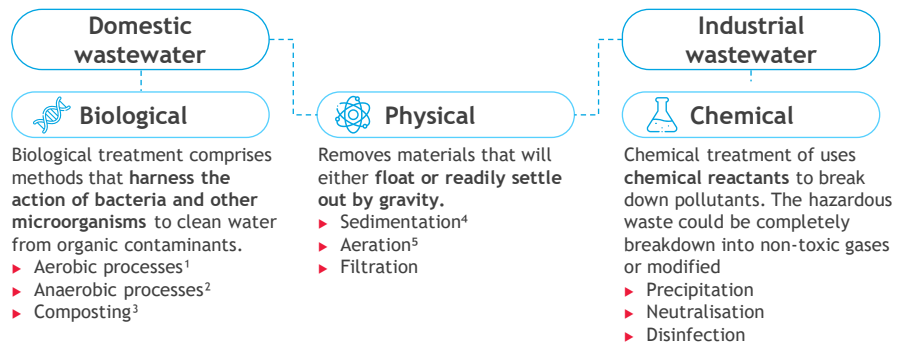 Domestic
wastewater
Industrial
wastewater
Biological
Biological treatment comprises
methods that harness the
action of bacteria and other
microorganisms to clean water
from organic contaminants.
▶ Aerobic processes¹
▶ Anaerobic processes²
▶ Composting³
Physical
Removes materials that will
either float or readily settle
out by gravity.
▶ Sedimentation⁴
▶ Aeration⁵
▶ Filtration
Chemical
Chemical treatment of uses
chemical reactants to break
down pollutants. The hazardous
waste could be completely
breakdown into non-toxic gases
or modified
▶ Precipitation
▶ Neutralisation
▶ Disinfection